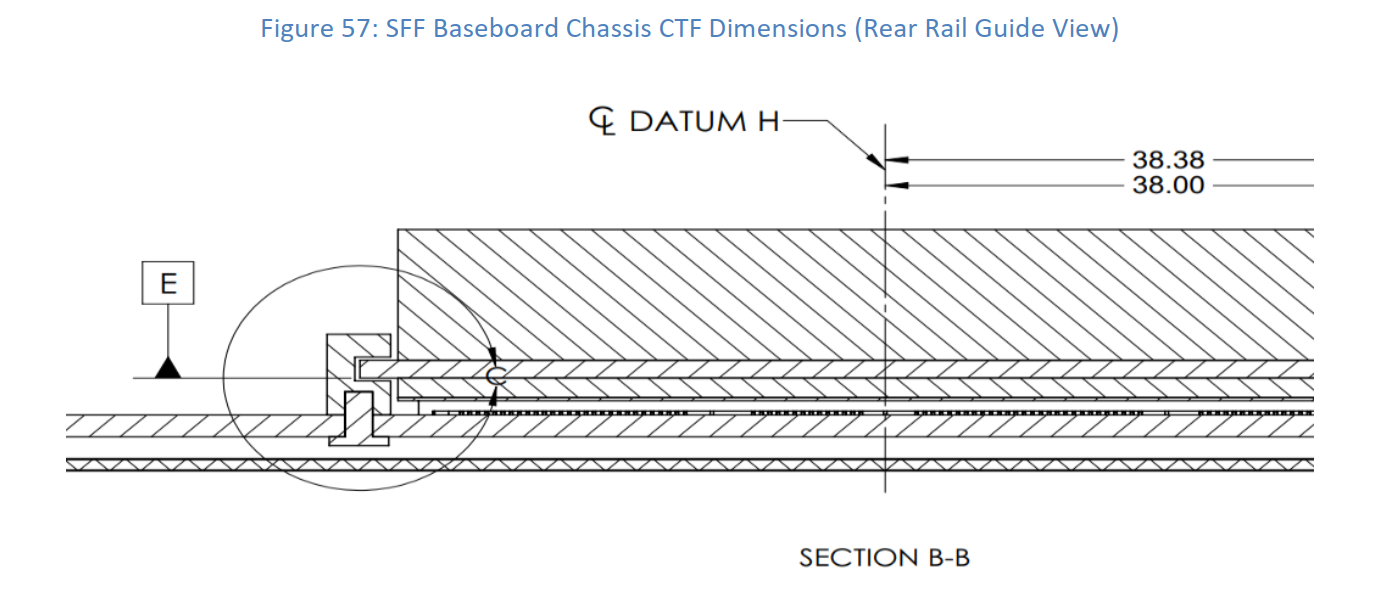 Figure 57: SFF Baseboard Chassis CTF Dimensions (Rear Rail Guide View)
℄ DATUM H
38.38
38.00
E
C
SECTION B-B